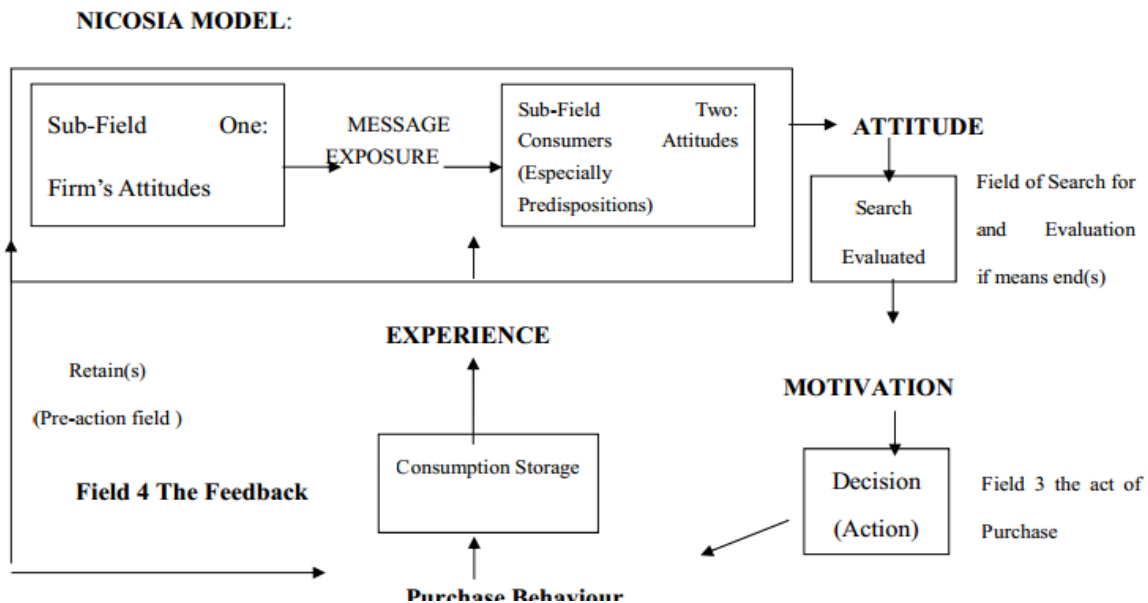 NICOSIA MODEL:
Sub-Field One:
Firm's Attitudes
MESSAGE
EXPOSURE
Sub-Field Two:
Consumers Attitudes
(Especially
Predispositions)
ATTITUDE
Search
Evaluated
Field of Search for
and Evaluation
if means end(s)
EXPERIENCE
Retain(s)
(Pre-action field )
MOTIVATION
Consumption Storage
Field 4 The Feedback
Decision
(Action)
Field 3 the act of
Purchase
Purchase Behaviour